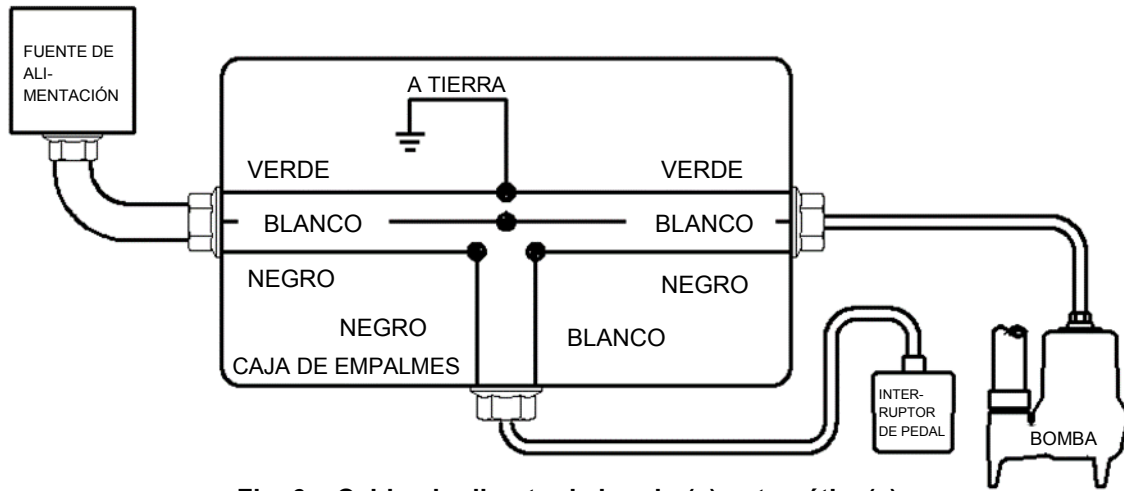 FUENTE DE
ALI-
MENTACIÓN
A TIERRA
VERDE
VERDE
BLANCO
BLANCO
NEGRO
NEGRO
NEGRO
BLANCO
CAJA DE EMPALMES
INTER-
RUPTOR
DE PEDAL
BOMBA